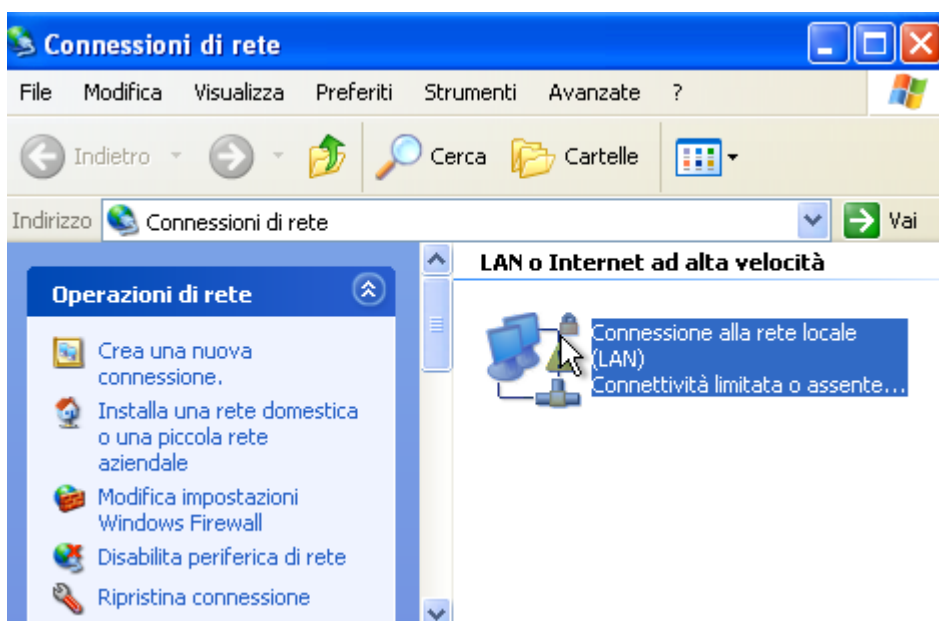 Connessioni di rete
File Modifica Visualizza Preferiti Strumenti Avanzate ?
Indietro Cerca Cartelle
Indirizzo Connessioni di rete Vai
Operazioni di rete
Crea una nuova
connessione.
Installa una rete domestica
o una piccola rete
aziendale
Modifica impostazioni
Windows Firewall
Disabilita periferica di rete
Ripristina connessione
LAN o Internet ad alta velocità
Connessione alla rete locale
(LAN)
Connettività limitata o assente...